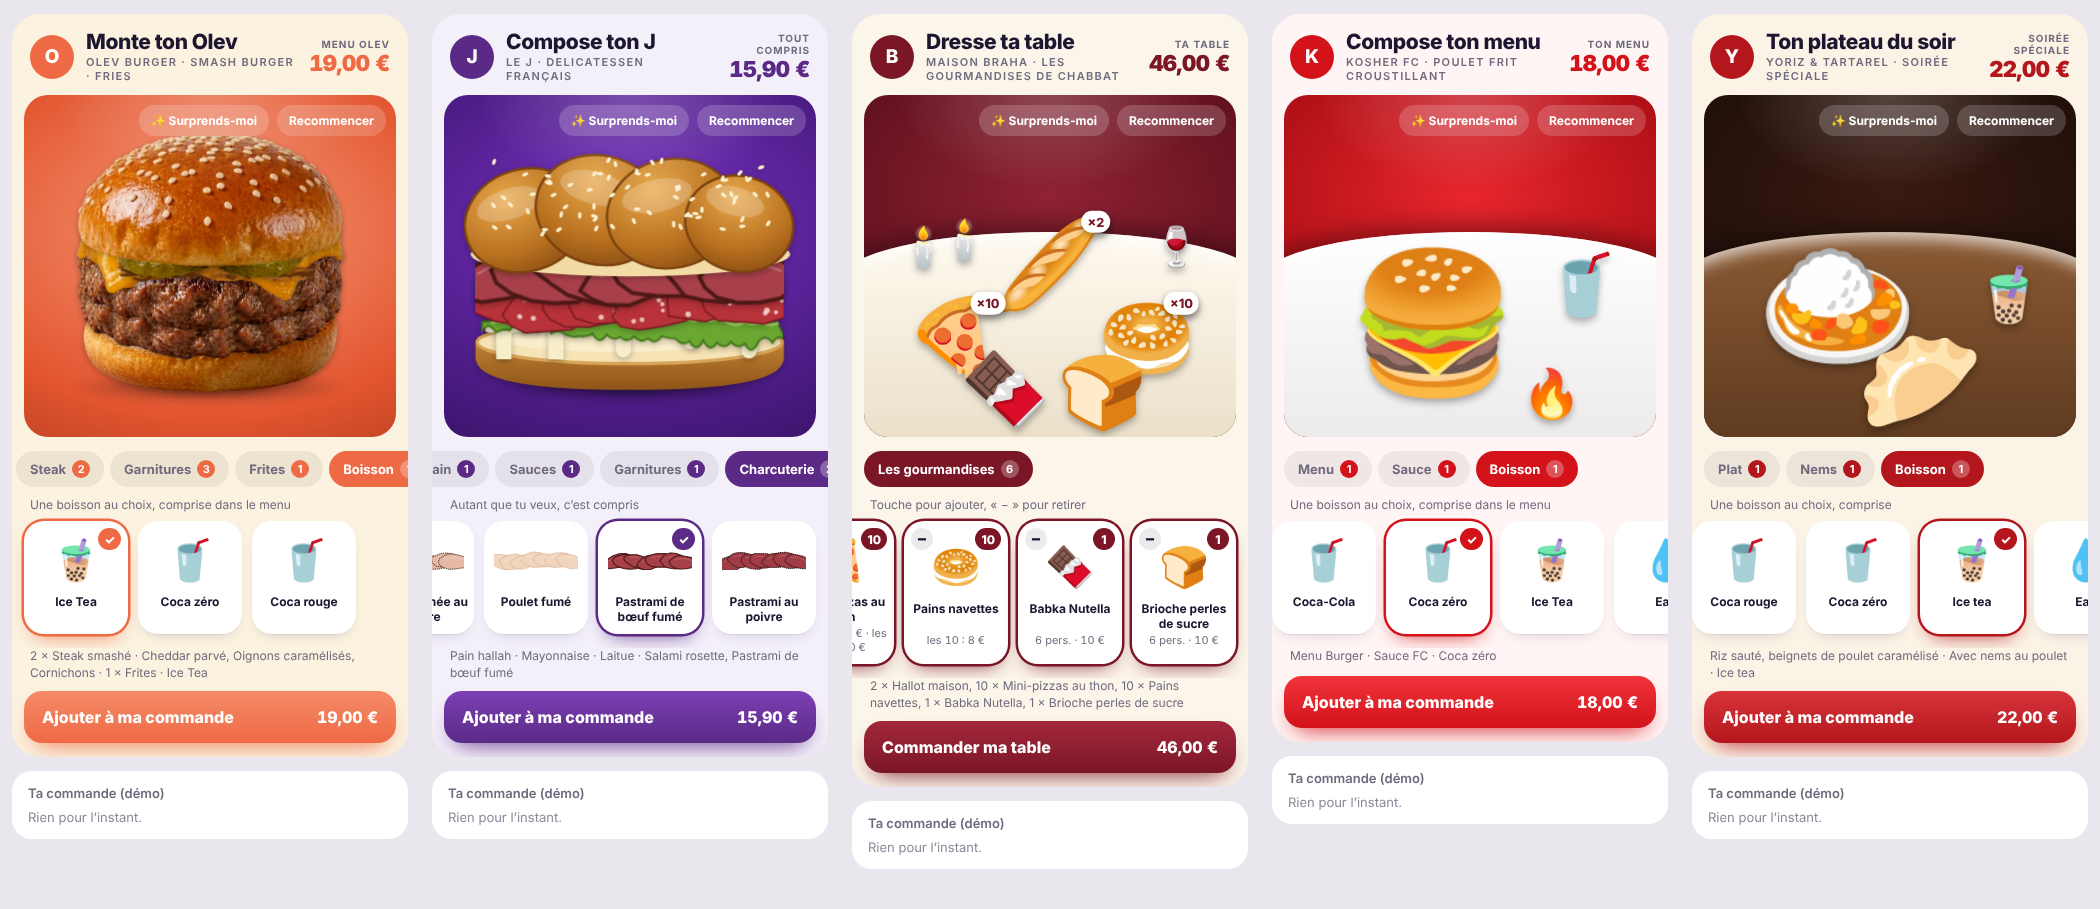 O
Monte ton Olev
OLEV BURGER · SMASH BURGER
· FRIES
MENU OLEV
19,00 €
✨ Surprends-moi
Recommencer
Steak 2
Garnitures 3
Frites 1
Boisson
Une boisson au choix, comprise dans le menu
Ice Tea
Coca zéro
Coca rouge
2 × Steak smashé · Cheddar parvé, Oignons caramélisés,
Cornichons · 1 × Frites · Ice Tea
Ajouter à ma commande
19,00 €
Ta commande (démo)
Rien pour l’instant.
J
Compose ton J
LE J · DELICATESSEN
FRANÇAIS
TOUT
COMPRIS
15,90 €
✨ Surprends-moi
Recommencer
ain 1
Sauces 1
Garnitures 1
Charcuterie
Autant que tu veux, c’est compris
Poulet fumé
Pastrami de
bœuf fumé
Pastrami au
poivre
Pain hallah · Mayonnaise · Laitue · Salami rosette, Pastrami de
bœuf fumé
Ajouter à ma commande
15,90 €
Ta commande (démo)
Rien pour l’instant.
B
Dresse ta table
MAISON BRAHA · LES
GOURMANDISES DE CHABBAT
TA TABLE
46,00 €
✨ Surprends-moi
Recommencer
×2
×10
×10
Les gourmandises 6
Touche pour ajouter, « − » pour retirer
10
zas au
€ · les
− 10
Pains navettes
les 10 : 8 €
− 1
Babka Nutella
6 pers. · 10 €
− 1
Brioche perles
de sucre
6 pers. · 10 €
2 × Hallot maison, 10 × Mini-pizzas au thon, 10 × Pains
navettes, 1 × Babka Nutella, 1 × Brioche perles de sucre
Commander ma table
46,00 €
Ta commande (démo)
Rien pour l’instant.
K
Compose ton menu
KOSHER FC · POULET FRIT
CROUSTILLANT
TON MENU
18,00 €
✨ Surprends-moi
Recommencer
Menu 1
Sauce 1
Boisson 1
Une boisson au choix, comprise dans le menu
Coca-Cola
Coca zéro
Ice Tea
Ea
Menu Burger · Sauce FC · Coca zéro
Ajouter à ma commande
18,00 €
Ta commande (démo)
Rien pour l’instant.
Y
Ton plateau du soir
YORIZ & TARTAREL · SOIRÉE
SPÉCIALE
SOIRÉE
SPÉCIALE
22,00 €
✨ Surprends-moi
Recommencer
Plat 1
Nems 1
Boisson 1
Une boisson au choix, comprise
Coca rouge
Coca zéro
Ice tea
Ea
Riz sauté, beignets de poulet caramélisé · Avec nems au poulet
· Ice tea
Ajouter à ma commande
22,00 €
Ta commande (démo)
Rien pour l’instant.